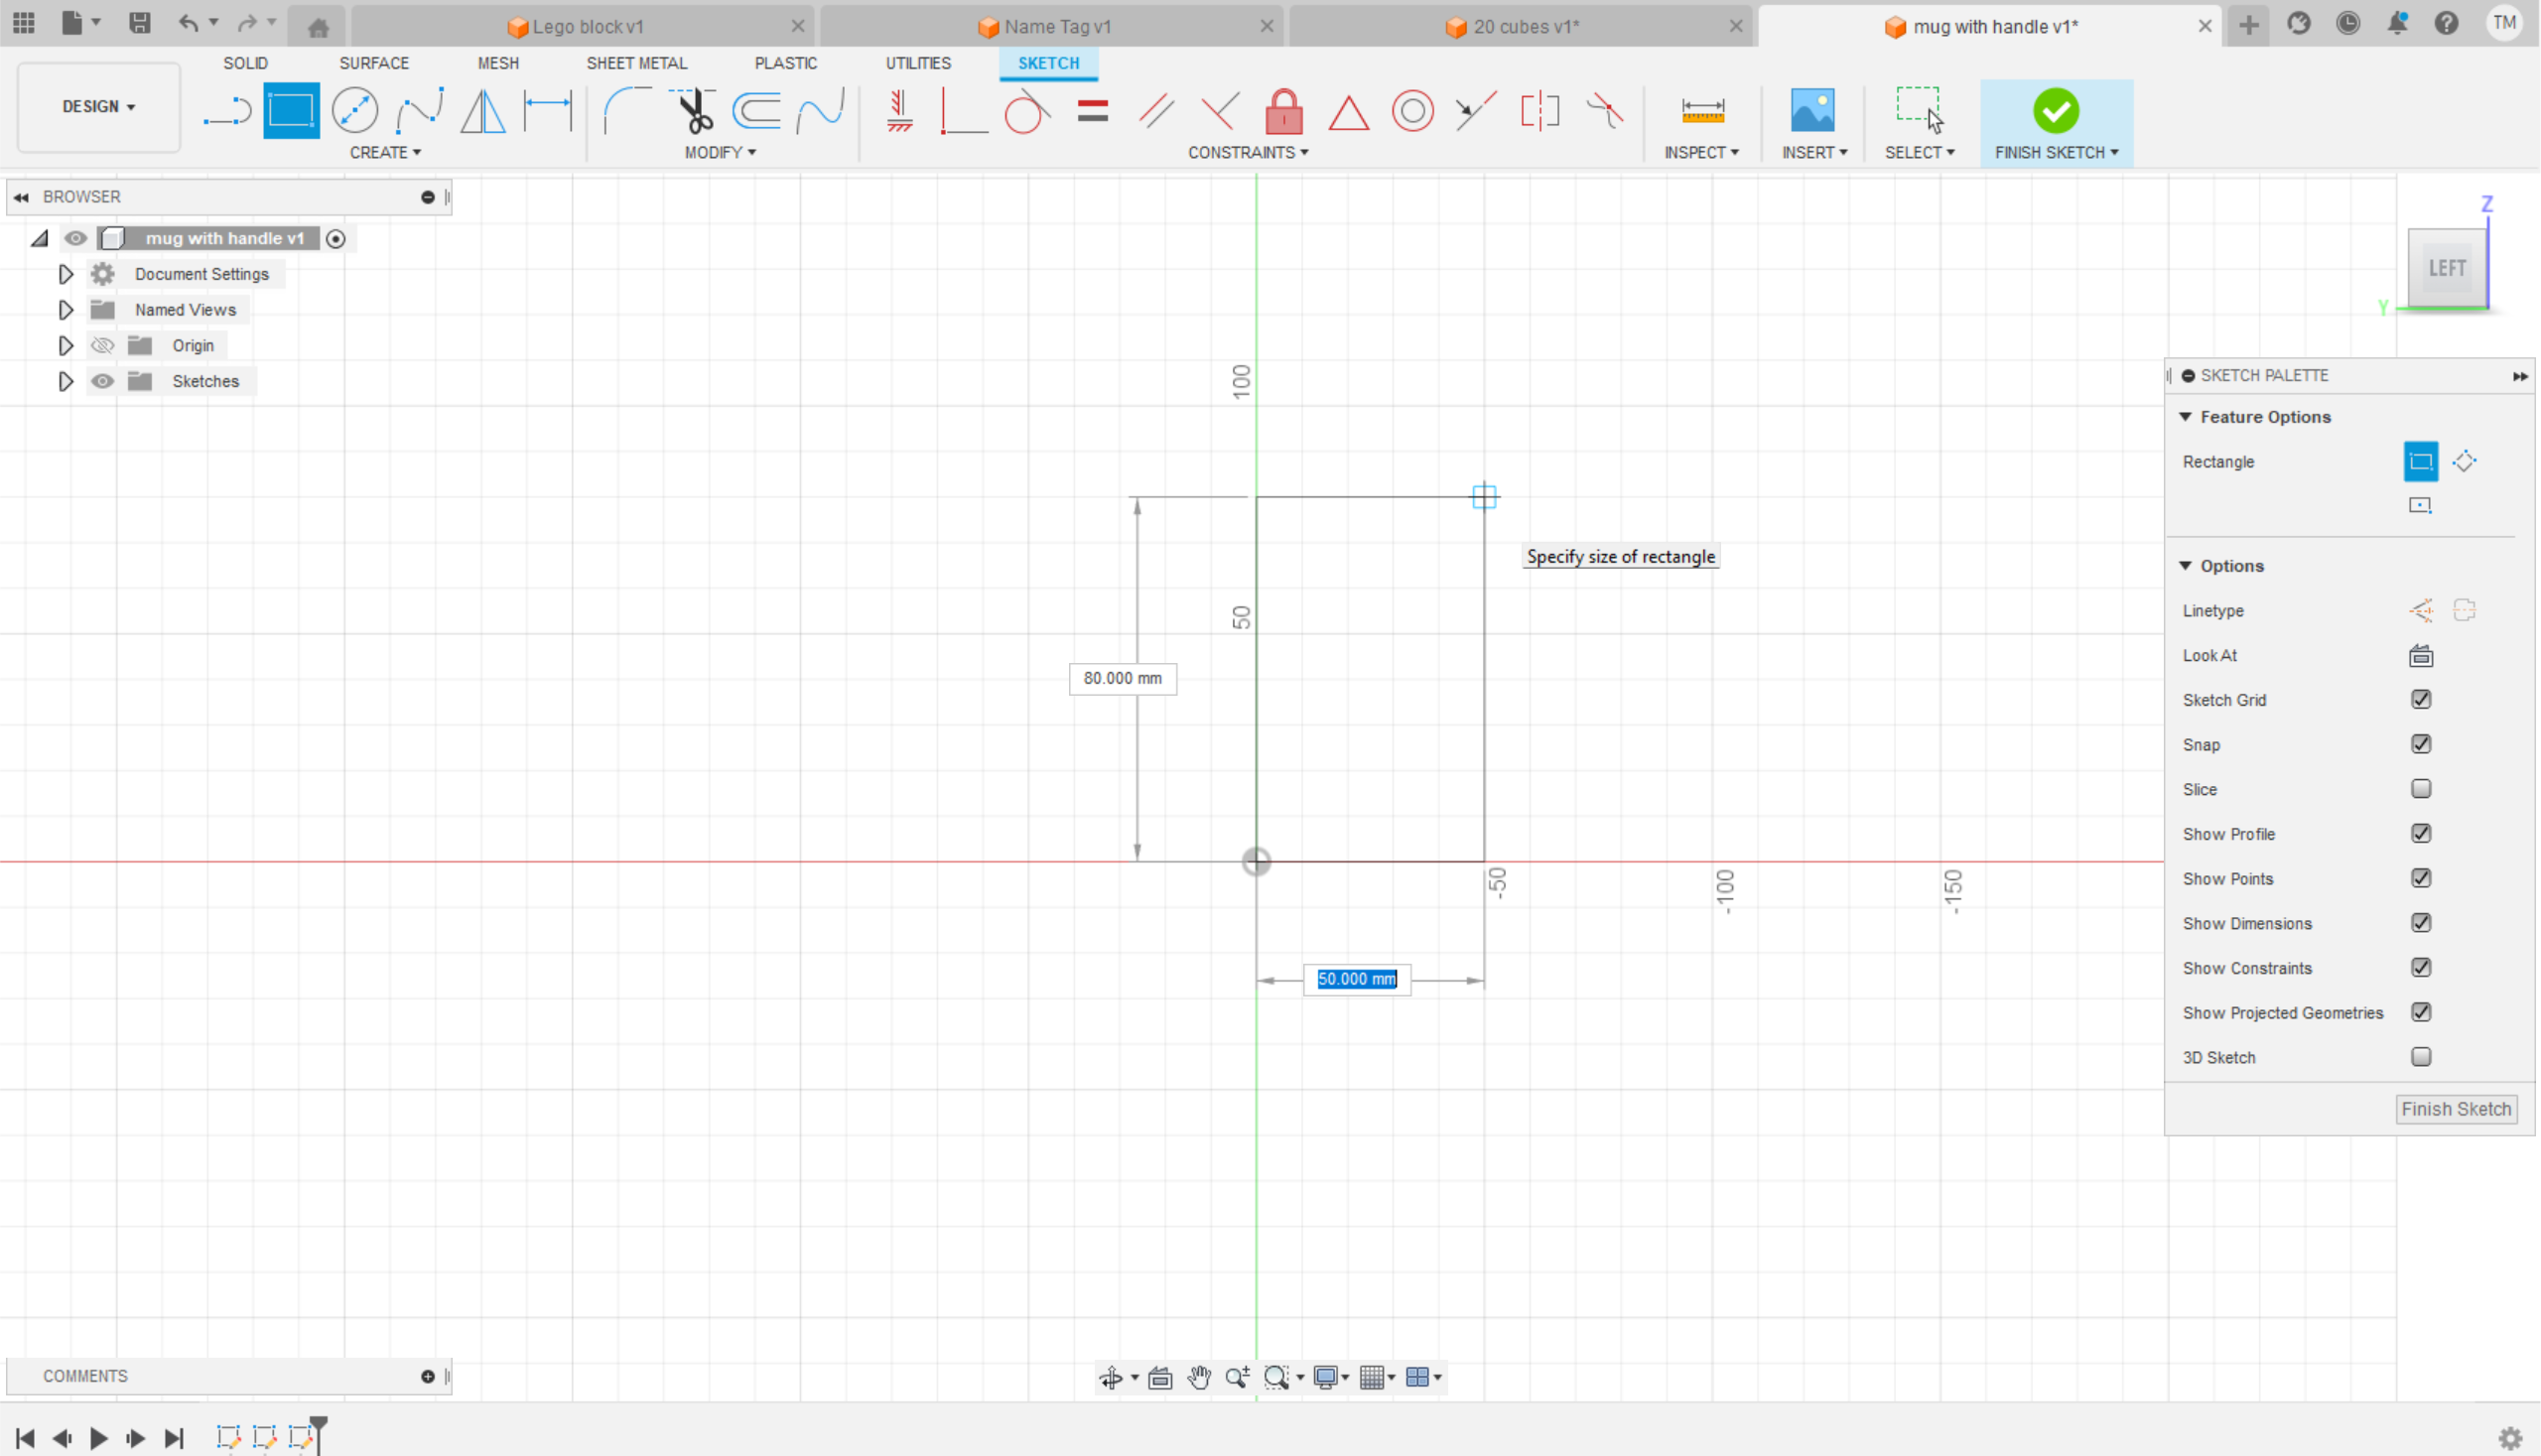 Lego block v1
Name Tag v1
20 cubes v1*
mug with handle v1*
TM
SOLID
SURFACE
MESH
SHEET METAL
PLASTIC
UTILITIES
SKETCH
DESIGN
CREATE
MODIFY
CONSTRAINTS
INSPECT
INSERT
SELECT
FINISH SKETCH
BROWSER
mug with handle v1
Document Settings
Named Views
Origin
Sketches
Z
LEFT
Y
100
50
80.000 mm
Specify size of rectangle
-50
-100
-150
50.000 mm
SKETCH PALETTE
Feature Options
Rectangle
Options
Linetype
Look At
Sketch Grid
Snap
Slice
Show Profile
Show Points
Show Dimensions
Show Constraints
Show Projected Geometries
3D Sketch
Finish Sketch
COMMENTS